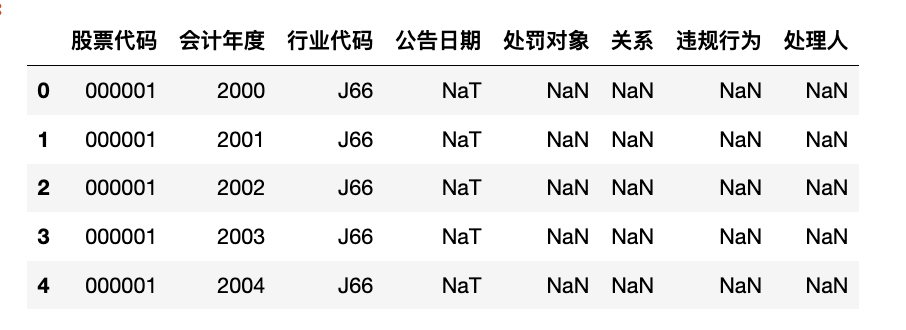 股票代码 会计年度 行业代码 公告日期 处罚对象 关系 违规行为 处理人
0 000001 2000 J66 NaT NaN NaN NaN NaN
1 000001 2001 J66 NaT NaN NaN NaN NaN
2 000001 2002 J66 NaT NaN NaN NaN NaN
3 000001 2003 J66 NaT NaN NaN NaN NaN
4 000001 2004 J66 NaT NaN NaN NaN NaN